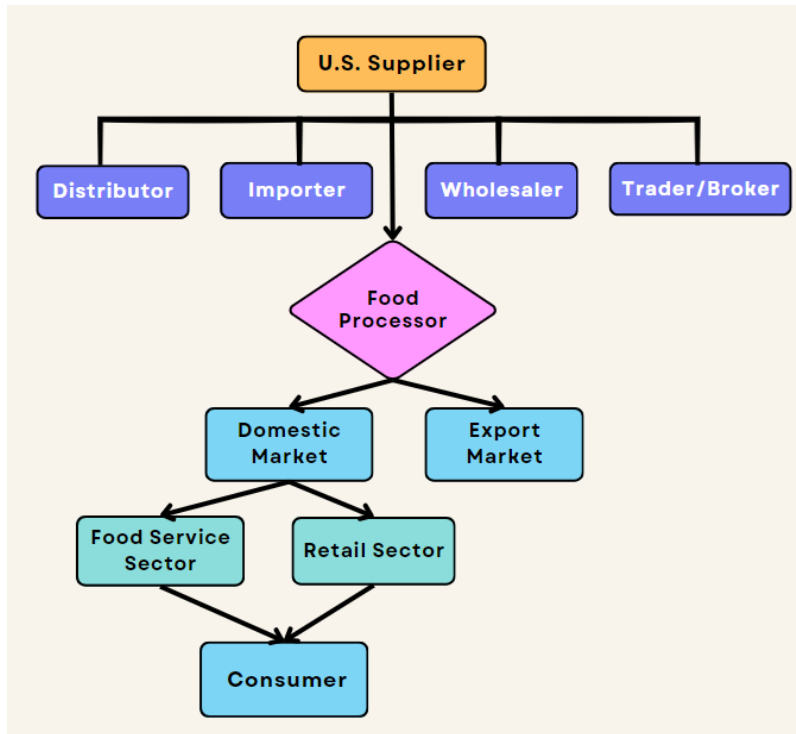 U.S. Supplier
Distributor
Importer
Wholesaler
Trader/Broker
Food
Processor
Domestic
Market
Export
Market
Food Service
Sector
Retail Sector
Consumer